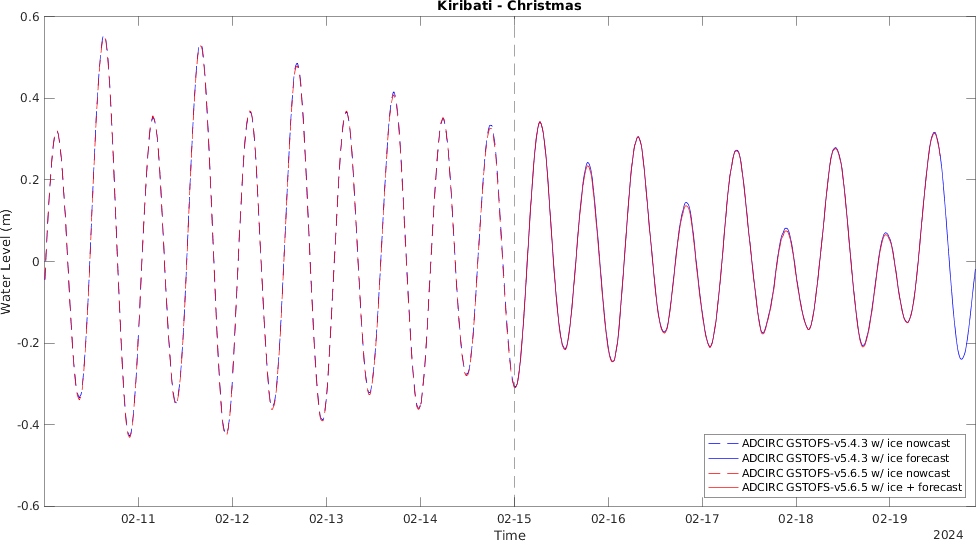 Kiribati - Christmas
0.6
0.4
0.2
0
-0.2
-0.4
-0.6
Water Level (m)
02-11 02-12 02-13 02-14 02-15 02-16 02-17 02-18 02-19
Time
2024
ADCIRC GSTOFS-v5.4.3 w/ ice nowcast
ADCIRC GSTOFS-v5.4.3 w/ ice forecast
ADCIRC GSTOFS-v5.6.5 w/ ice nowcast
ADCIRC GSTOFS-v5.6.5 w/ ice + forecast